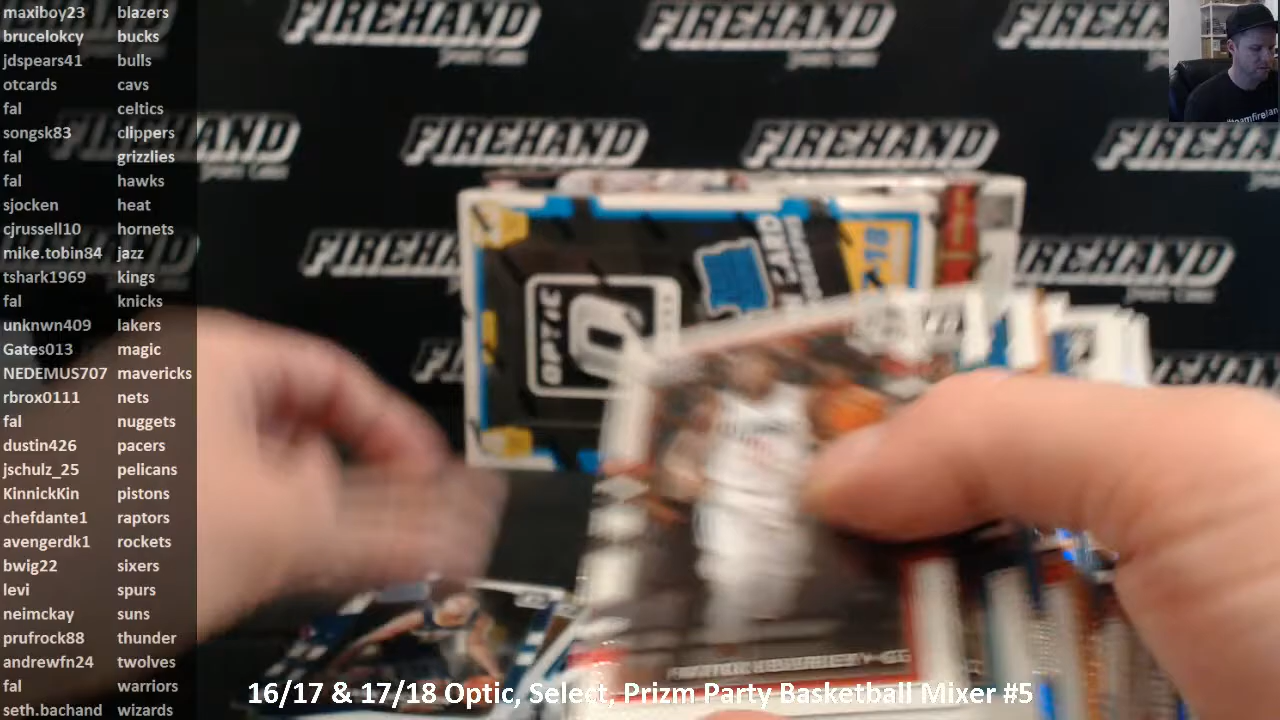 maxiboy23 blazers
brucelokcy bucks
jdspears41 bulls
otcards cavs
fal celtics
songsk83 clippers
fal grizzlies
fal hawks
sjocken heat
cjrussell10 hornets
mike.tobin84 jazz
tshark1969 kings
fal knicks
unknwn409 lakers
Gates013 magic
NEDEMUS707 mavericks
rbrox0111 nets
fal nuggets
dustin426 pacers
jschulz_25 pelicans
KinnickKin pistons
chefdante1 raptors
avengerdk1 rockets
bwig22 sixers
levi spurs
neimckay suns
prufrock88 thunder
andrewfn24 twolves
fal warriors
seth.bachand wizards
FIREHAND FIREHAND FIREHAND
FIREHAND FIREHAND FIREHAND
FIREHAND FIREHAND
OPTIC
16/17 & 17/18 Optic, Select, Prizm Party Basketball Mixer #5